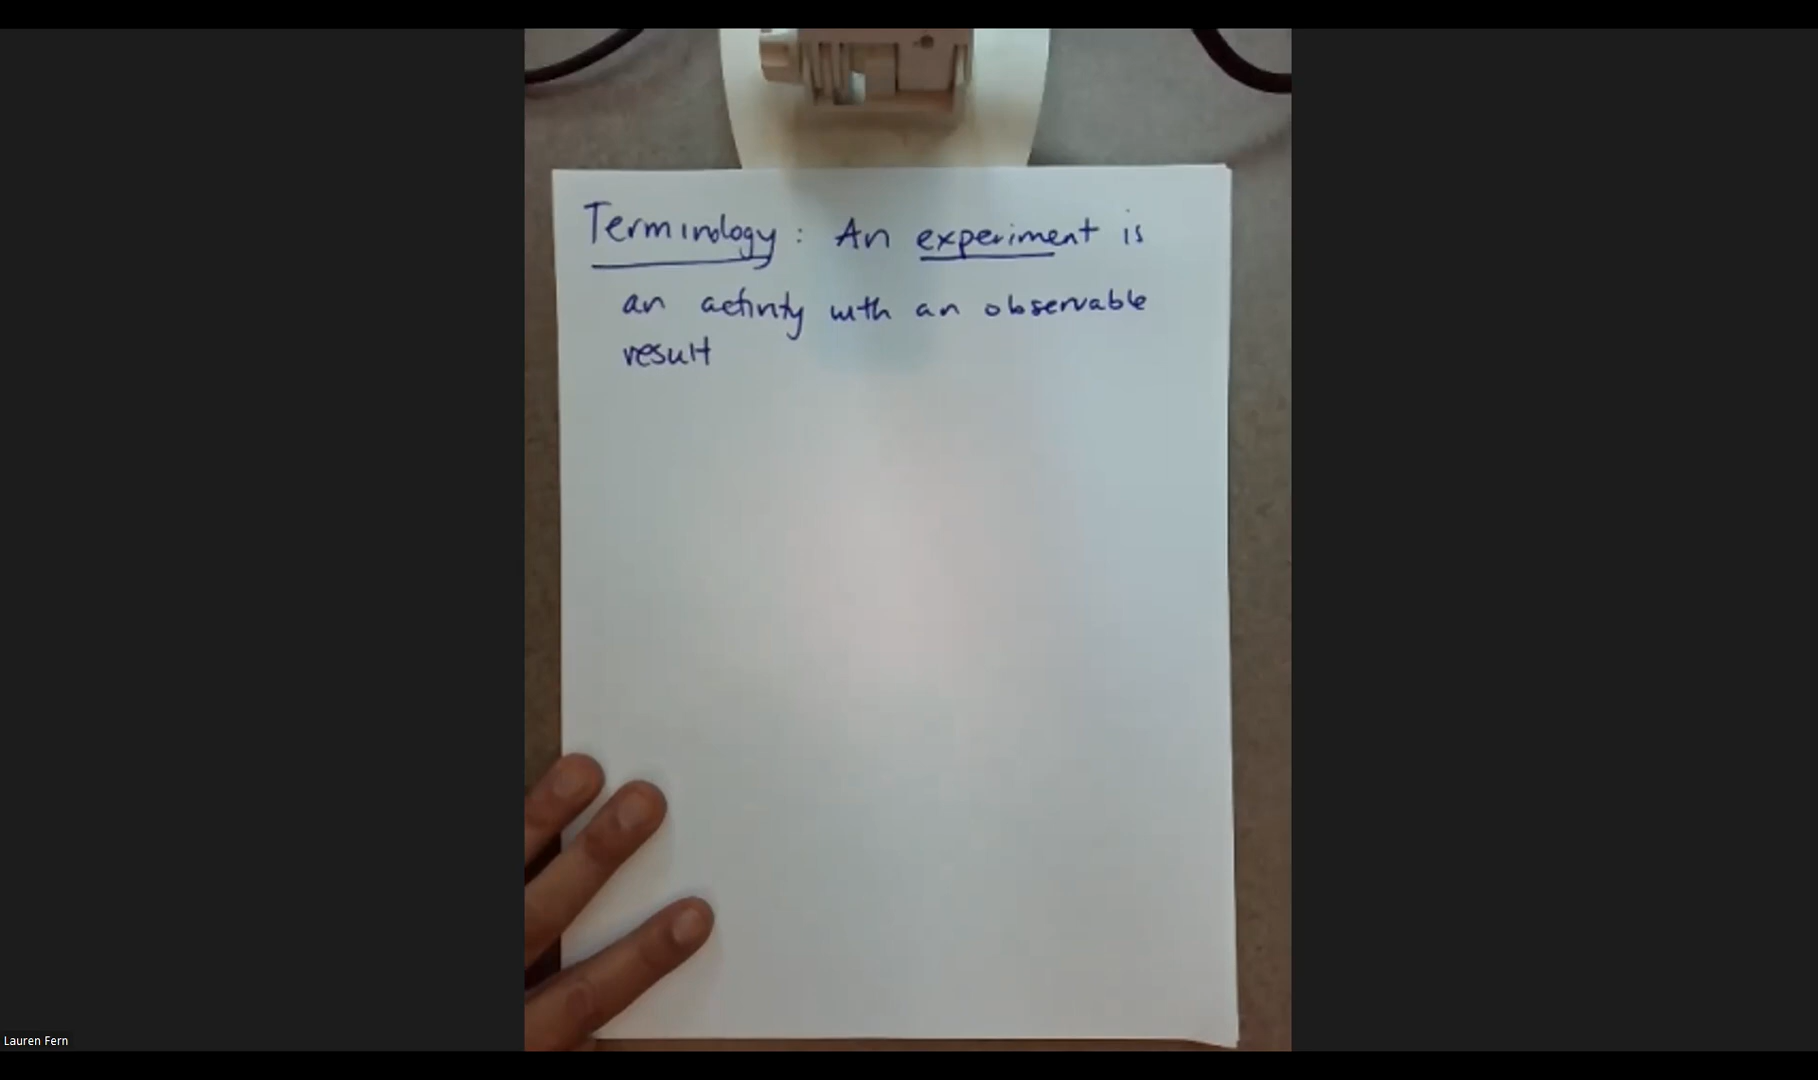 Terminology: An experiment is
an activity with an observable
result
Lauren Fern